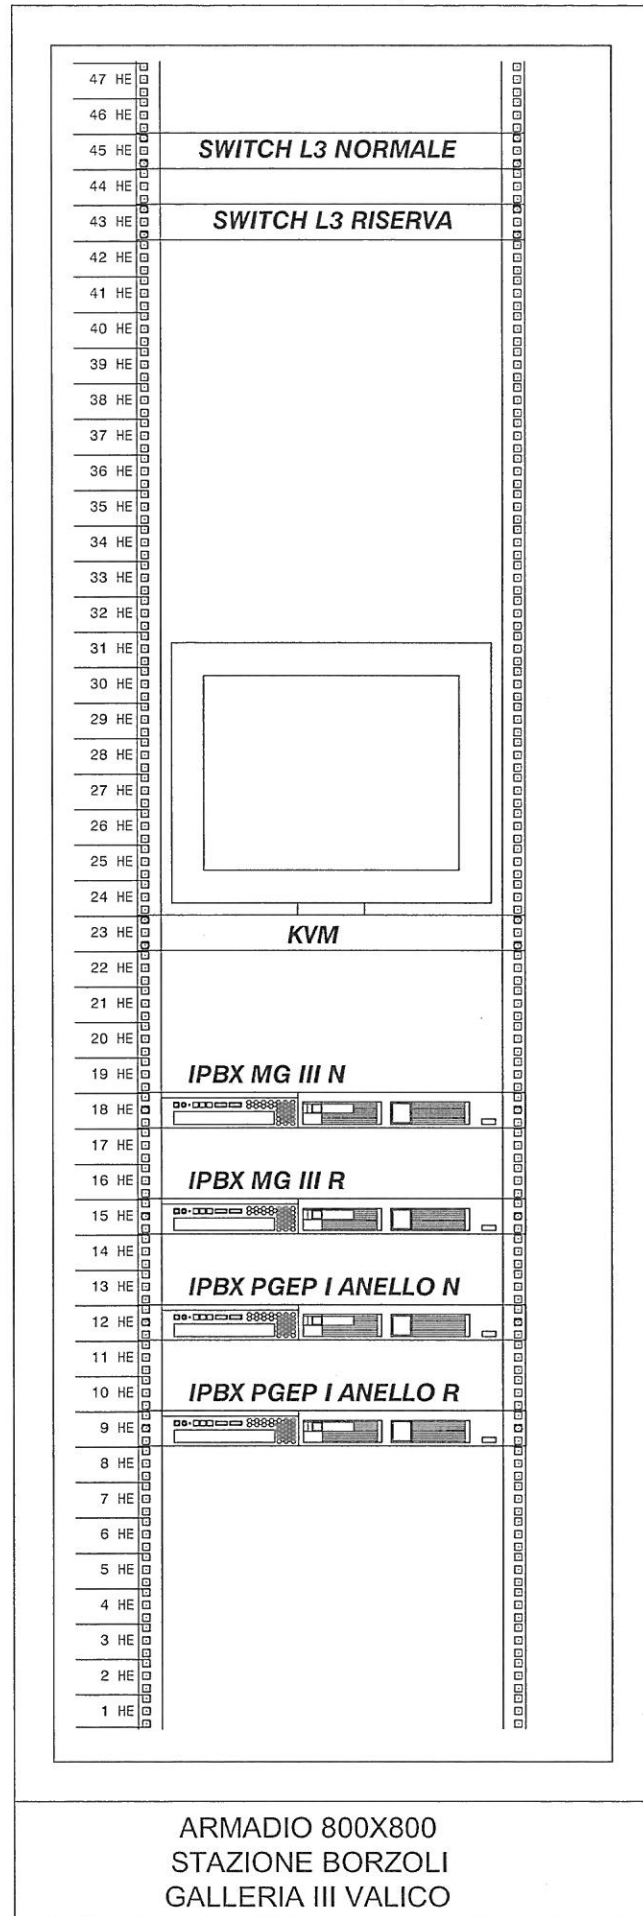 47 HE
46 HE
45 HE SWITCH L3 NORMALE
44 HE
43 HE SWITCH L3 RISERVA
42 HE
41 HE
40 HE
39 HE
38 HE
37 HE
36 HE
35 HE
34 HE
33 HE
32 HE
31 HE
30 HE
29 HE
28 HE
27 HE
26 HE
25 HE
24 HE
23 HE KVM
22 HE
21 HE
20 HE
19 HE IPBX MG III N
18 HE
17 HE
16 HE IPBX MG III R
15 HE
14 HE
13 HE IPBX PGEP I ANELLO N
12 HE
11 HE
10 HE IPBX PGEP I ANELLO R
9 HE
8 HE
7 HE
6 HE
5 HE
4 HE
3 HE
2 HE
1 HE
ARMADIO 800X800
STAZIONE BORZOLI
GALLERIA III VALICO